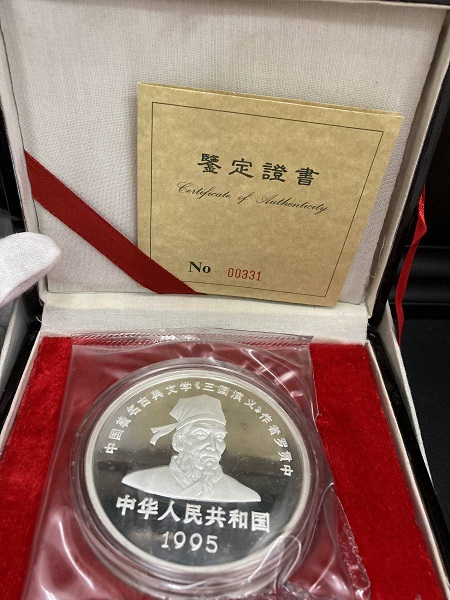 鑒定證書
Certificate of Authenticity
No 00331
中国著名古典文学《三国演义》作者罗贯中
中华人民共和国
1995